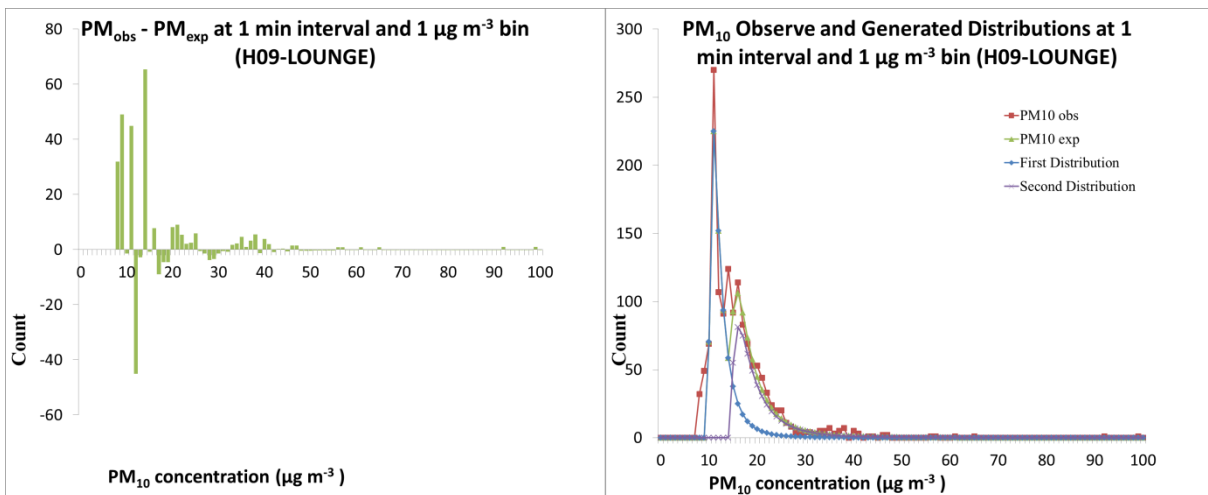 PMobs - PMexp at 1 min interval and 1 µg m-3 bin
(H09-LOUNGE)
80
60
40
20
0
-20
-40
-60
0 10 20 30 40 50 60 70 80 90 100
Count
PM10 concentration (µg m-3 )
PM10 Observe and Generated Distributions at 1
min interval and 1 µg m-3 bin (H09-LOUNGE)
300
250
200
150
100
50
0
PM10 obs
PM10 exp
First Distribution
Second Distribution
0 10 20 30 40 50 60 70 80 90 100
Count
PM10 concentration (µg m-3 )